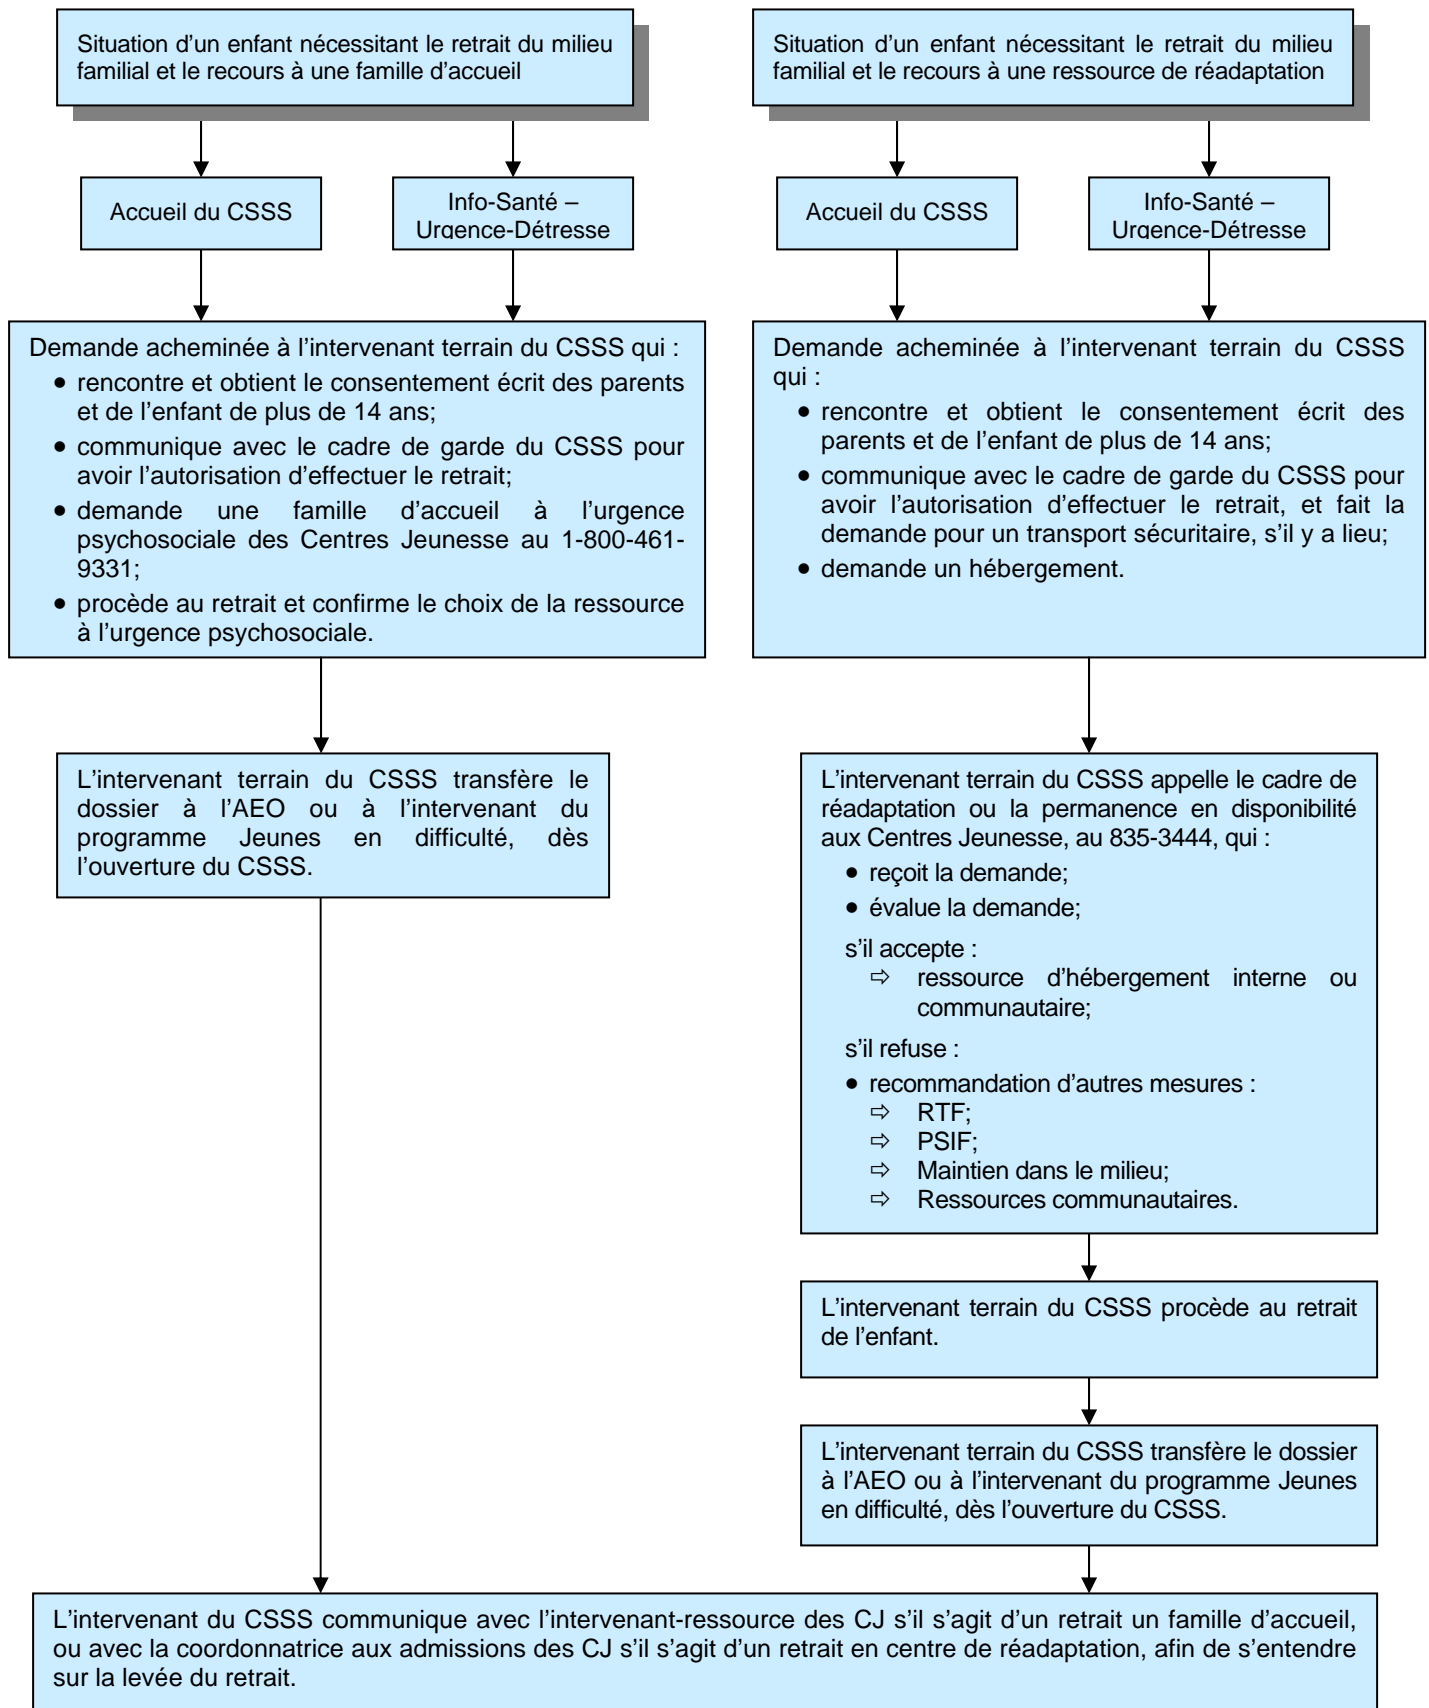 Situation d'un enfant nécessitant le retrait du milieu
familial et le recours à une famille d'accueil
Accueil du CSSS
Info-Santé –
Urgence-Détresse
Demande acheminée à l'intervenant terrain du CSSS qui :
• rencontre et obtient le consentement écrit des parents
et de l'enfant de plus de 14 ans;
• communique avec le cadre de garde du CSSS pour
avoir l'autorisation d'effectuer le retrait;
• demande une famille d'accueil à l'urgence
psychosociale des Centres Jeunesse au 1-800-461-
9331;
• procède au retrait et confirme le choix de la ressource
à l'urgence psychosociale.
L'intervenant terrain du CSSS transfère le
dossier à l'AEO ou à l'intervenant du
programme Jeunes en difficulté, dès
l'ouverture du CSSS.
Situation d'un enfant nécessitant le retrait du milieu
familial et le recours à une ressource de réadaptation
Accueil du CSSS
Info-Santé –
Urgence-Détresse
Demande acheminée à l'intervenant terrain du CSSS
qui :
• rencontre et obtient le consentement écrit des
parents et de l'enfant de plus de 14 ans;
• communique avec le cadre de garde du CSSS pour
avoir l'autorisation d'effectuer le retrait, et fait la
demande pour un transport sécuritaire, s'il y a lieu;
• demande un hébergement.
L'intervenant terrain du CSSS appelle le cadre de
réadaptation ou la permanence en disponibilité
aux Centres Jeunesse, au 835-3444, qui :
• reçoit la demande;
• évalue la demande;
s'il accepte :
⇨ ressource d'hébergement interne ou
communautaire;
s'il refuse :
• recommandation d'autres mesures :
⇨ RTF;
⇨ PSIF;
⇨ Maintien dans le milieu;
⇨ Ressources communautaires.
L'intervenant terrain du CSSS procède au retrait
de l'enfant.
L'intervenant terrain du CSSS transfère le dossier
à l'AEO ou à l'intervenant du programme Jeunes
en difficulté, dès l'ouverture du CSSS.
L'intervenant du CSSS communique avec l'intervenant-ressource des CJ s'il s'agit d'un retrait un famille d'accueil,
ou avec la coordonnatrice aux admissions des CJ s'il s'agit d'un retrait en centre de réadaptation, afin de s'entendre
sur la levée du retrait.